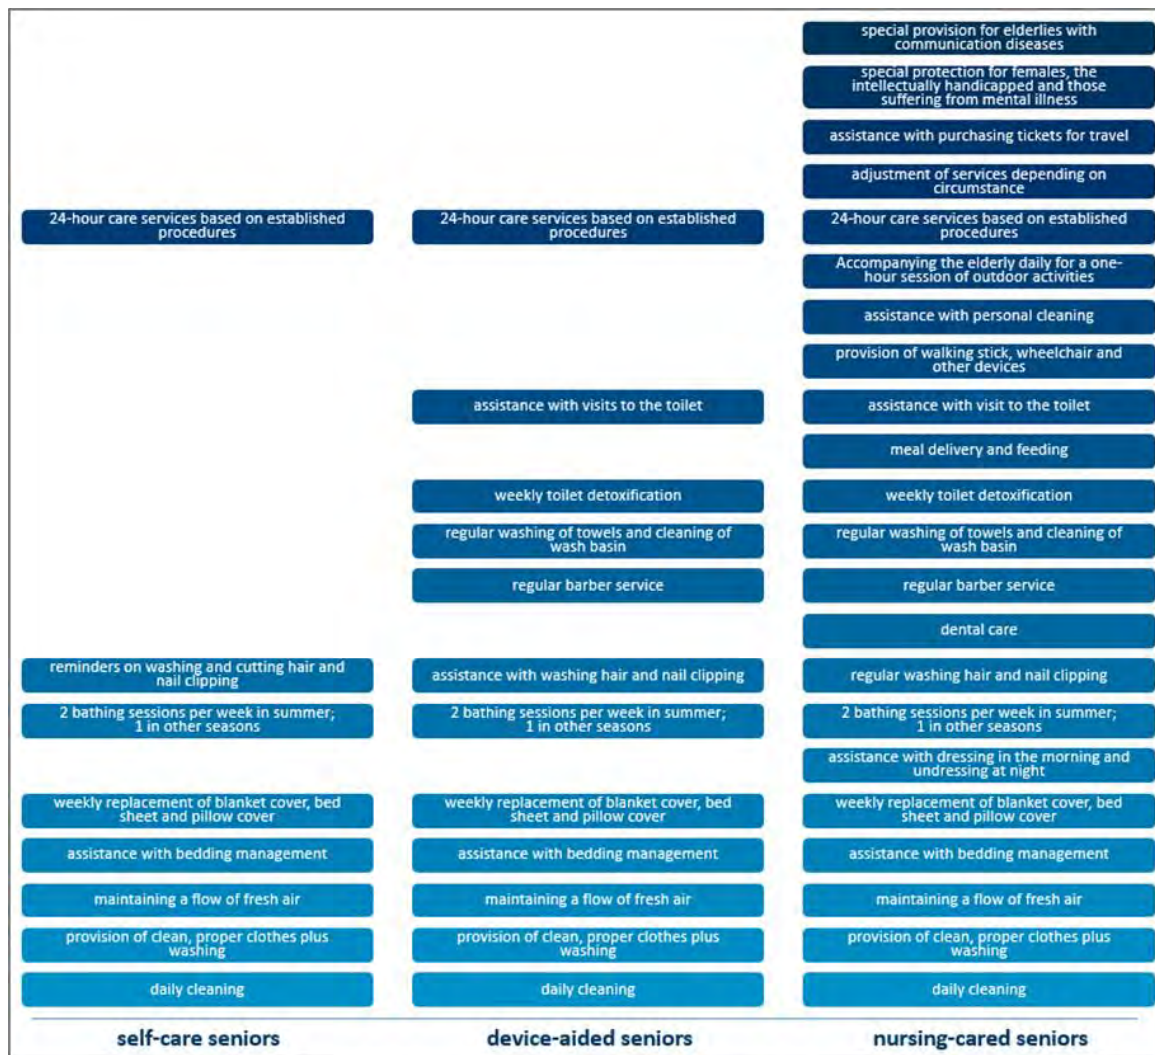 special provision for elderlies with
communication diseases
special protection for females, the
intellectually handicapped and those
suffering from mental illness
assistance with purchasing tickets for travel
adjustment of services depending on
circumstance
24-hour care services based on established
procedures
24-hour care services based on established
procedures
24-hour care services based on established
procedures
Accompanying the elderly daily for a one-
hour session of outdoor activities
assistance with personal cleaning
provision of walking stick, wheelchair and
other devices
assistance with visits to the toilet
assistance with visit to the toilet
meal delivery and feeding
weekly toilet detoxification
weekly toilet detoxification
regular washing of towels and cleaning of
wash basin
regular washing of towels and cleaning of
wash basin
regular barber service
regular barber service
dental care
reminders on washing and cutting hair and
nail clipping
assistance with washing hair and nail clipping
regular washing hair and nail clipping
2 bathing sessions per week in summer;
1 in other seasons
2 bathing sessions per week in summer;
1 in other seasons
2 bathing sessions per week in summer;
1 in other seasons
assistance with dressing in the morning and
undressing at night
weekly replacement of blanket cover, bed
sheet and pillow cover
weekly replacement of blanket cover, bed
sheet and pillow cover
weekly replacement of blanket cover, bed
sheet and pillow cover
assistance with bedding management
assistance with bedding management
assistance with bedding management
maintaining a flow of fresh air
maintaining a flow of fresh air
maintaining a flow of fresh air
provision of clean, proper clothes plus
washing
provision of clean, proper clothes plus
washing
provision of clean, proper clothes plus
washing
daily cleaning
daily cleaning
daily cleaning
self-care seniors
device-aided seniors
nursing-cared seniors